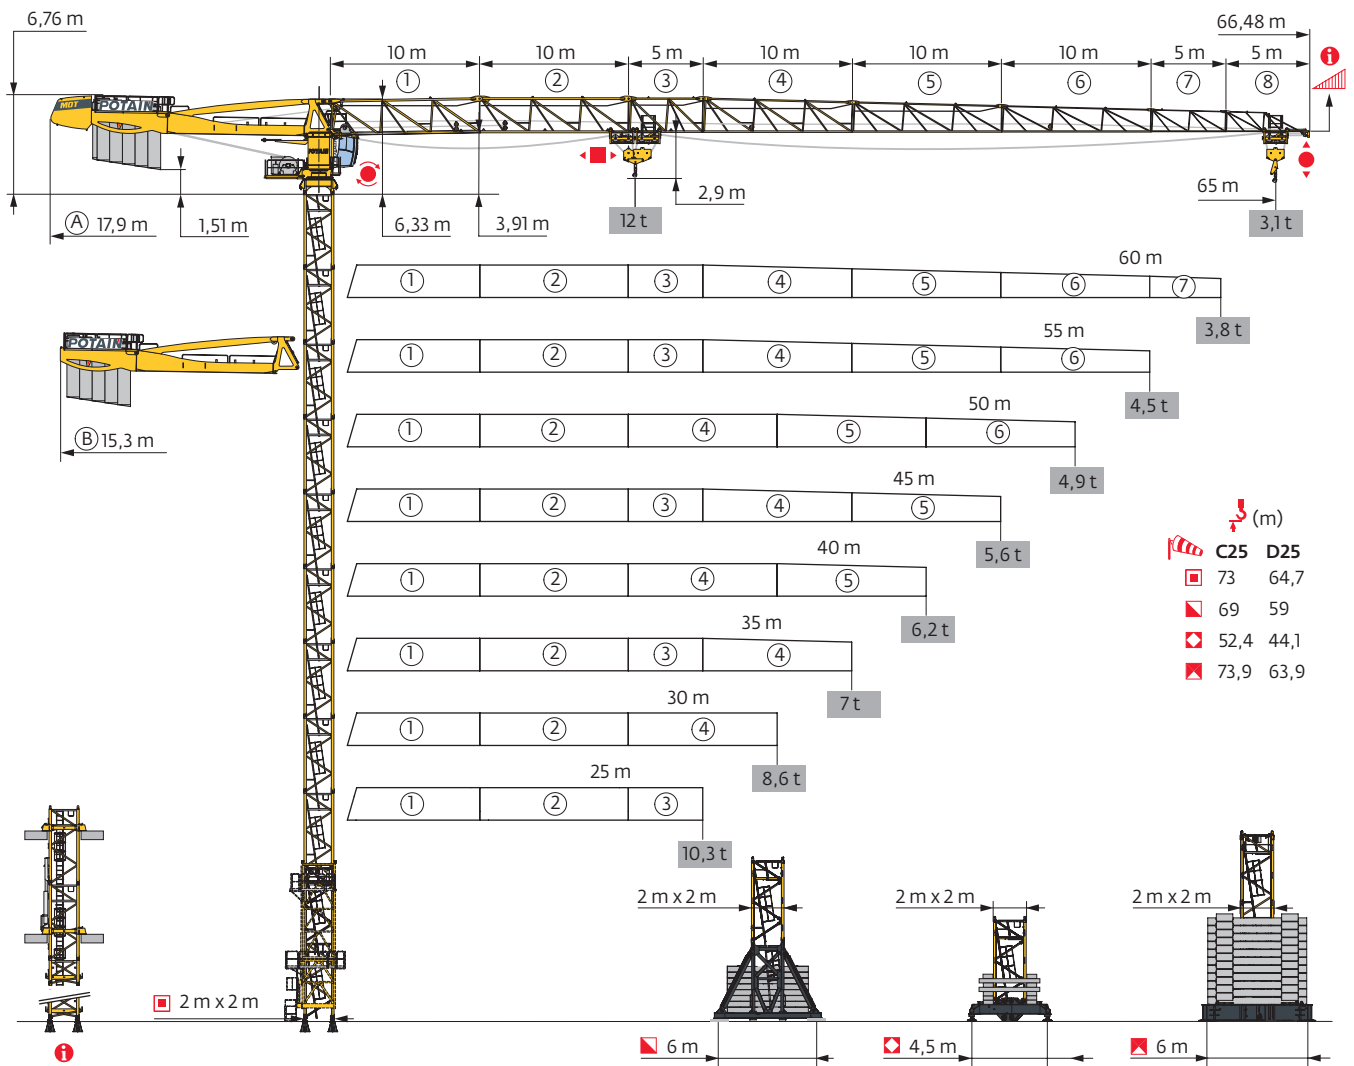 6,76 m
66,48 m
10 m 10 m 5 m 10 m 10 m 10 m 5 m 5 m
1 2 3 4 5 6 7 8
i
MDT POTAIN
POTAIN
2,9 m
65 m
A 17,9 m
1,51 m
6,33 m
3,91 m
12 t
3,1 t
60 m
1 2 3 4 5 6 7
3,8 t
55 m
POTAIN
1 2 3 4 5 6
4,5 t
50 m
B 15,3 m
1 2 4 5 6
4,9 t
45 m
1 2 3 4 5
5,6 t
(m)
C25 D25
73 64,7
69 59
52,4 44,1
73,9 63,9
40 m
1 2 4 5
6,2 t
35 m
1 2 3 4
7 t
30 m
1 2 4
8,6 t
25 m
1 2 3
10,3 t
2 m x 2 m
2 m x 2 m
2 m x 2 m
2 m x 2 m
i
6 m
4,5 m
6 m